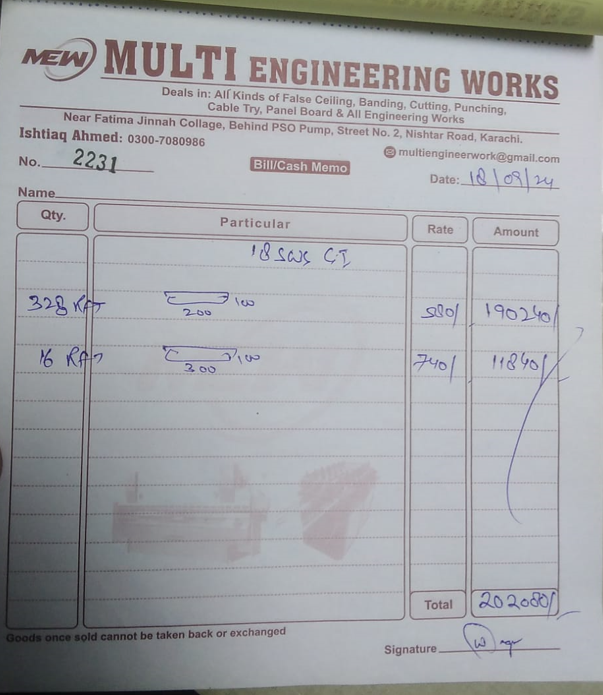 MEW MULTI ENGINEERING WORKS
Deals in: All Kinds of False Ceiling, Banding, Cutting, Punching,
Cable Try, Panel Board & All Engineering Works
Near Fatima Jinnah Collage, Behind PSO Pump, Street No. 2, Nishtar Road, Karachi.
Ishtiaq Ahmed: 0300-7080986
multiengineerwork@gmail.com
No. 2231 Bill/Cash Memo Date: 18/09/24
Name
Qty. Particular Rate Amount
18 SWG G.I
328 RFT 200 100 580/ 190240/
16 RFT 300 100 740/ 11840/
Total 202080/
Goods once sold cannot be taken back or exchanged
Signature